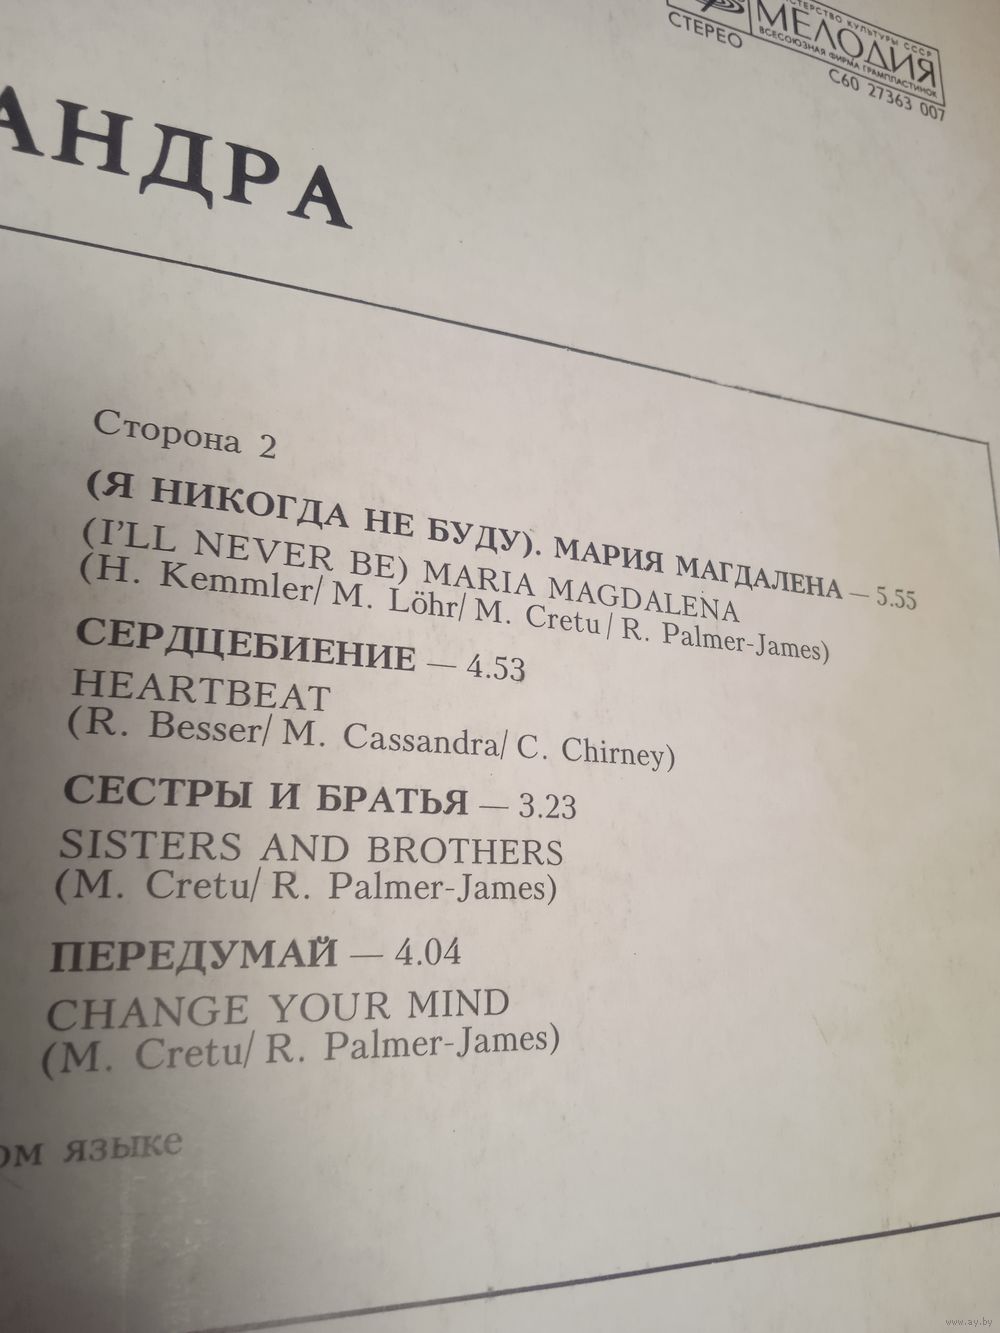 МЕЛОДИЯ
ВСЕСОЮЗНАЯ ФИРМА ГРАМПЛАСТИНОК
СТЕРЕО
С60 27363 007
АНДРА
Сторона 2
(Я НИКОГДА НЕ БУДУ). МАРИЯ МАГДАЛЕНА — 5.55
(I'LL NEVER BE) MARIA MAGDALENA
(H. Kemmler/ M. Löhr/ M. Cretu/ R. Palmer-James)
СЕРДЦЕБИЕНИЕ — 4.53
HEARTBEAT
(R. Besser/ M. Cassandra/ C. Chirney)
СЕСТРЫ И БРАТЬЯ — 3.23
SISTERS AND BROTHERS
(M. Cretu/ R. Palmer-James)
ПЕРЕДУМАЙ — 4.04
CHANGE YOUR MIND
(M. Cretu/ R. Palmer-James)
ом языке
www.ay.by